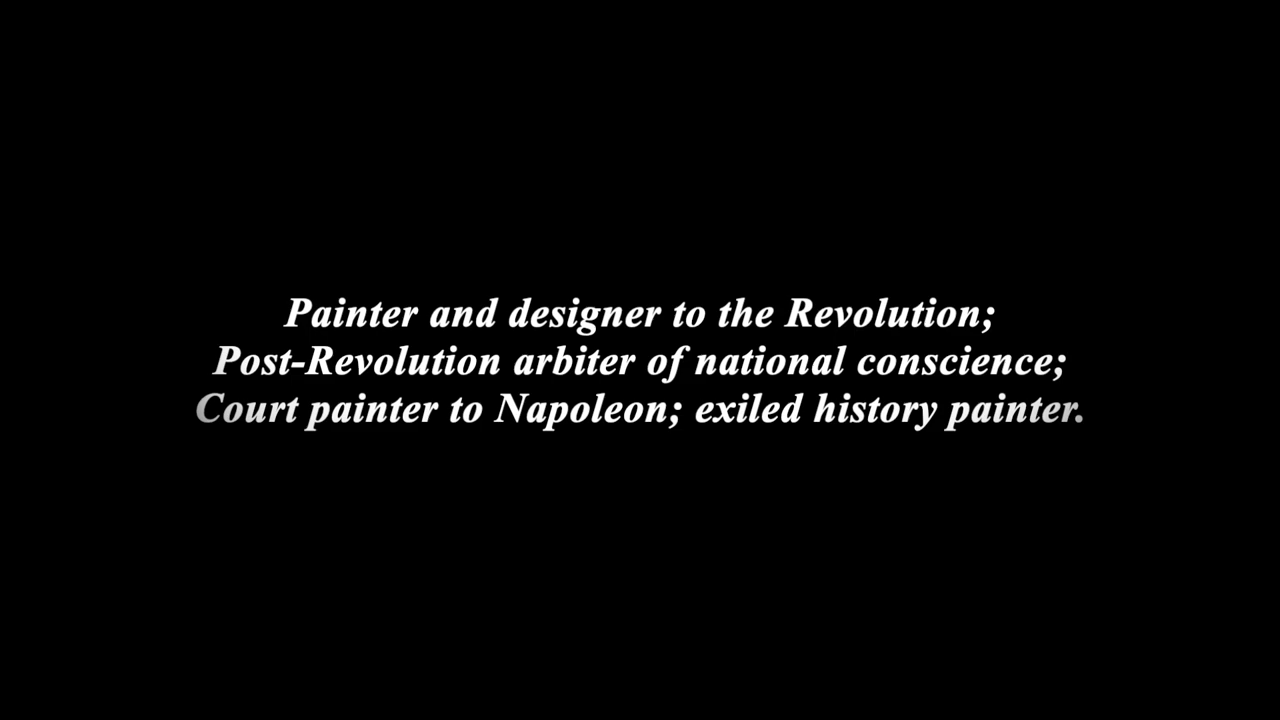 Painter and designer to the Revolution;
Post-Revolution arbiter of national conscience;
Court painter to Napoleon; exiled history painter.